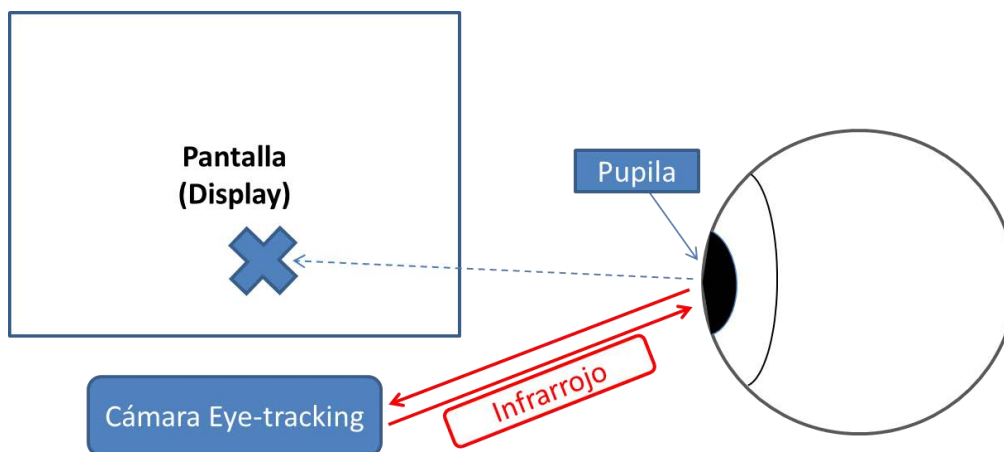 Pantalla
(Display)
Pupila
Infrarrojo
Cámara Eye-tracking